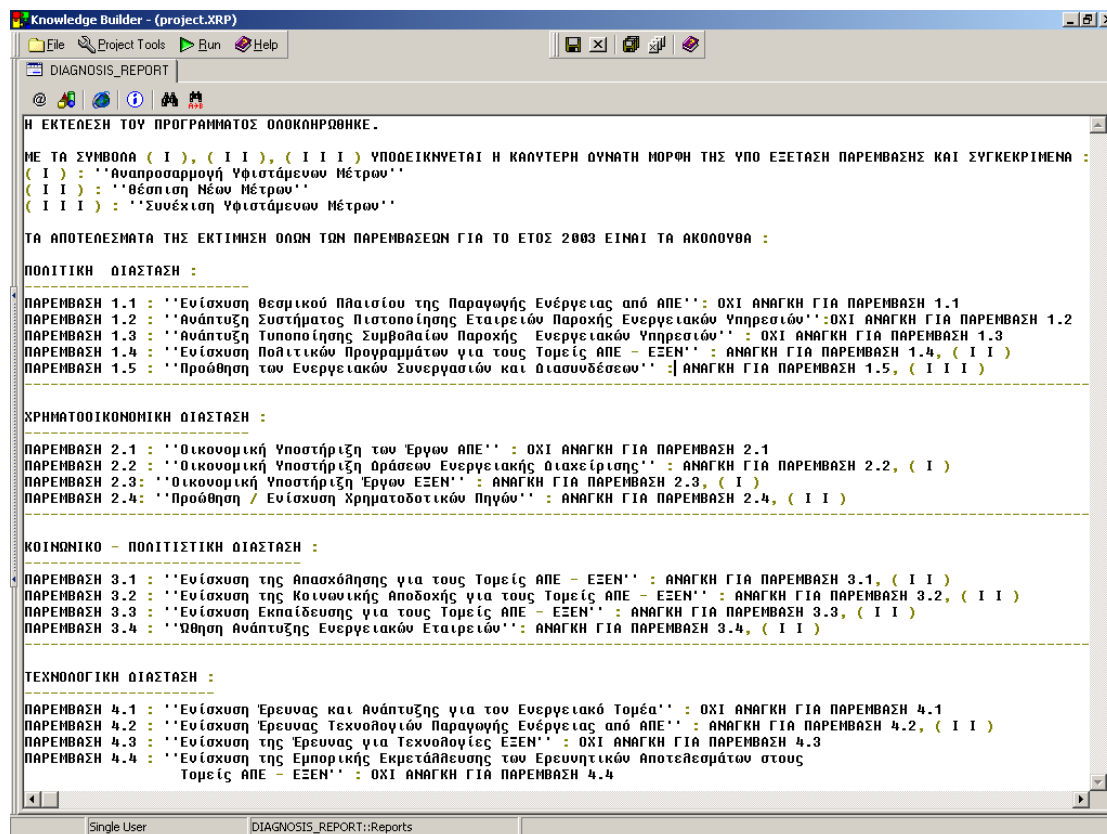 Knowledge Builder - (project.XRP)
File Project Tools Run Help
DIAGNOSIS_REPORT
Η ΕΚΤΕΛΕΣΗ ΤΟΥ ΠΡΟΓΡΑΜΜΑΤΟΣ ΟΛΟΚΛΗΡΩΘΗΚΕ.
ΜΕ ΤΑ ΣΥΜΒΟΛΑ ( Ι ), ( Ι Ι ), ( Ι Ι Ι ) ΥΠΟΔΕΙΚΝΥΕΤΑΙ Η ΚΑΛΥΤΕΡΗ ΔΥΝΑΤΗ ΜΟΡΦΗ ΤΗΣ ΥΠΟ ΕΞΕΤΑΣΗ ΠΑΡΕΜΒΑΣΗΣ ΚΑΙ ΣΥΓΚΕΚΡΙΜΕΝΑ :
( Ι ) : ''Αναπροσαρμογή Υφιστάμενων Μέτρων''
( Ι Ι ) : ''Θέσπιση Νέων Μέτρων''
( Ι Ι Ι ) : ''Συνέχιση Υφιστάμενων Μέτρων''
ΤΑ ΑΠΟΤΕΛΕΣΜΑΤΑ ΤΗΣ ΕΚΤΙΜΗΣΗ ΟΛΩΝ ΤΩΝ ΠΑΡΕΜΒΑΣΕΩΝ ΓΙΑ ΤΟ ΕΤΟΣ 2003 ΕΙΝΑΙ ΤΑ ΑΚΟΛΟΥΘΑ :
ΠΟΛΙΤΙΚΗ ΔΙΑΣΤΑΣΗ :
ΠΑΡΕΜΒΑΣΗ 1.1 : ''Ενίσχυση Θεσμικού Πλαισίου της Παραγωγής Ενέργειας από ΑΠΕ'': ΟΧΙ ΑΝΑΓΚΗ ΓΙΑ ΠΑΡΕΜΒΑΣΗ 1.1
ΠΑΡΕΜΒΑΣΗ 1.2 : ''Ανάπτυξη Συστήματος Πιστοποίησης Εταιρειών Παροχής Ενεργειακών Υπηρεσιών'':ΟΧΙ ΑΝΑΓΚΗ ΓΙΑ ΠΑΡΕΜΒΑΣΗ 1.2
ΠΑΡΕΜΒΑΣΗ 1.3 : ''Ανάπτυξη Τυποποίησης Συμβολαίων Παροχής Ενεργειακών Υπηρεσιών'' : ΟΧΙ ΑΝΑΓΚΗ ΓΙΑ ΠΑΡΕΜΒΑΣΗ 1.3
ΠΑΡΕΜΒΑΣΗ 1.4 : ''Ενίσχυση Πολιτικών Προγραμμάτων για τους Τομείς ΑΠΕ - ΕΞΕΝ'' : ΑΝΑΓΚΗ ΓΙΑ ΠΑΡΕΜΒΑΣΗ 1.4, ( Ι Ι )
ΠΑΡΕΜΒΑΣΗ 1.5 : ''Προώθηση των Ενεργειακών Συνεργασιών και Διασυνδέσεων'' : ΑΝΑΓΚΗ ΓΙΑ ΠΑΡΕΜΒΑΣΗ 1.5, ( Ι Ι Ι )
ΧΡΗΜΑΤΟΟΙΚΟΝΟΜΙΚΗ ΔΙΑΣΤΑΣΗ :
ΠΑΡΕΜΒΑΣΗ 2.1 : ''Οικονομική Υποστήριξη των Έργων ΑΠΕ'' : ΟΧΙ ΑΝΑΓΚΗ ΓΙΑ ΠΑΡΕΜΒΑΣΗ 2.1
ΠΑΡΕΜΒΑΣΗ 2.2 : ''Οικονομική Υποστήριξη Δράσεων Ενεργειακής Διαχείρισης'' : ΑΝΑΓΚΗ ΓΙΑ ΠΑΡΕΜΒΑΣΗ 2.2, ( Ι )
ΠΑΡΕΜΒΑΣΗ 2.3: ''Οικονομική Υποστήριξη Έργων ΕΞΕΝ'' : ΑΝΑΓΚΗ ΓΙΑ ΠΑΡΕΜΒΑΣΗ 2.3, ( Ι )
ΠΑΡΕΜΒΑΣΗ 2.4: ''Προώθηση / Ενίσχυση Χρηματοδοτικών Πηγών'' : ΑΝΑΓΚΗ ΓΙΑ ΠΑΡΕΜΒΑΣΗ 2.4, ( Ι Ι )
ΚΟΙΝΩΝΙΚΟ - ΠΟΛΙΤΙΣΤΙΚΗ ΔΙΑΣΤΑΣΗ :
ΠΑΡΕΜΒΑΣΗ 3.1 : ''Ενίσχυση της Απασχόλησης για τους Τομείς ΑΠΕ - ΕΞΕΝ'' : ΑΝΑΓΚΗ ΓΙΑ ΠΑΡΕΜΒΑΣΗ 3.1, ( Ι Ι )
ΠΑΡΕΜΒΑΣΗ 3.2 : ''Ενίσχυση της Κοινωνικής Αποδοχής για τους Τομείς ΑΠΕ - ΕΞΕΝ'' : ΑΝΑΓΚΗ ΓΙΑ ΠΑΡΕΜΒΑΣΗ 3.2, ( Ι Ι )
ΠΑΡΕΜΒΑΣΗ 3.3 : ''Ενίσχυση Εκπαίδευσης για τους Τομείς ΑΠΕ - ΕΞΕΝ'' : ΑΝΑΓΚΗ ΓΙΑ ΠΑΡΕΜΒΑΣΗ 3.3, ( Ι Ι )
ΠΑΡΕΜΒΑΣΗ 3.4 : ''Ώθηση Ανάπτυξης Ενεργειακών Εταιρειών'': ΑΝΑΓΚΗ ΓΙΑ ΠΑΡΕΜΒΑΣΗ 3.4, ( Ι Ι )
ΤΕΧΝΟΛΟΓΙΚΗ ΔΙΑΣΤΑΣΗ :
ΠΑΡΕΜΒΑΣΗ 4.1 : ''Ενίσχυση Έρευνας και Ανάπτυξης για τον Ενεργειακό Τομέα'' : ΟΧΙ ΑΝΑΓΚΗ ΓΙΑ ΠΑΡΕΜΒΑΣΗ 4.1
ΠΑΡΕΜΒΑΣΗ 4.2 : ''Ενίσχυση Έρευνας Τεχνολογιών Παραγωγής Ενέργειας από ΑΠΕ'' : ΑΝΑΓΚΗ ΓΙΑ ΠΑΡΕΜΒΑΣΗ 4.2, ( Ι Ι )
ΠΑΡΕΜΒΑΣΗ 4.3 : ''Ενίσχυση της Έρευνας για Τεχνολογίες ΕΞΕΝ'' : ΟΧΙ ΑΝΑΓΚΗ ΓΙΑ ΠΑΡΕΜΒΑΣΗ 4.3
ΠΑΡΕΜΒΑΣΗ 4.4 : ''Ενίσχυση της Εμπορικής Εκμετάλλευσης των Ερευνητικών Αποτελεσμάτων στους
Τομείς ΑΠΕ - ΕΞΕΝ'' : ΟΧΙ ΑΝΑΓΚΗ ΓΙΑ ΠΑΡΕΜΒΑΣΗ 4.4
Single User DIAGNOSIS_REPORT::Reports